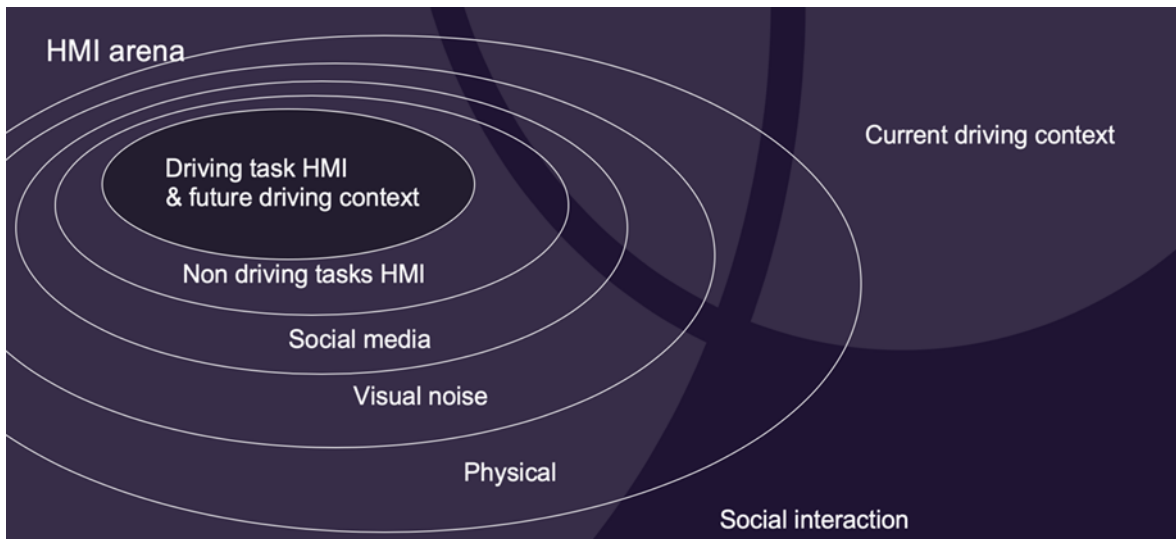 HMI arena
Current driving context
Driving task HMI
& future driving context
Non driving tasks HMI
Social media
Visual noise
Physical
Social interaction